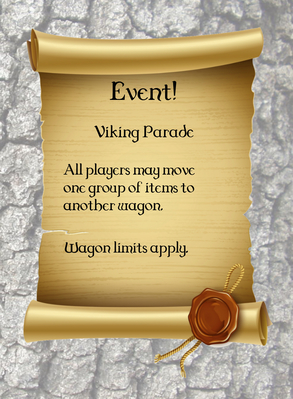 Event!
Viking Parade
All players may move
one group of items to
another wagon.
Wagon limits apply.